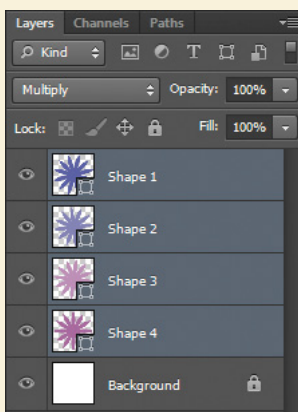 Layers Channels Paths
Kind
Multiply Opacity: 100%
Lock: Fill: 100%
Shape 1
Shape 2
Shape 3
Shape 4
Background